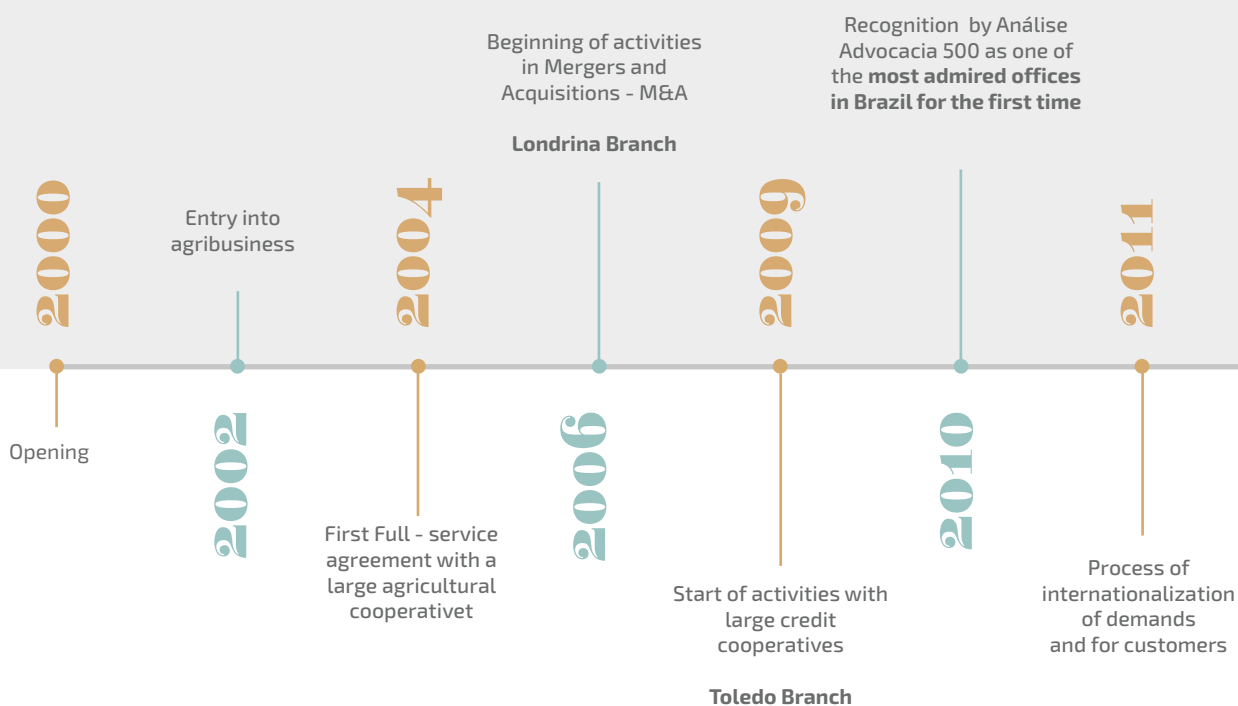 2000
Opening
Entry into
agribusiness
2002
2004
First Full - service
agreement with a
large agricultural
cooperativet
Beginning of activities
in Mergers and
Acquisitions - M&A
Londrina Branch
2006
2009
Start of activities with
large credit
cooperatives
Toledo Branch
Recognition by Análise
Advocacia 500 as one of
the most admired offices
in Brazil for the first time
2010
2011
Process of
internationalization
of demands
and for customers